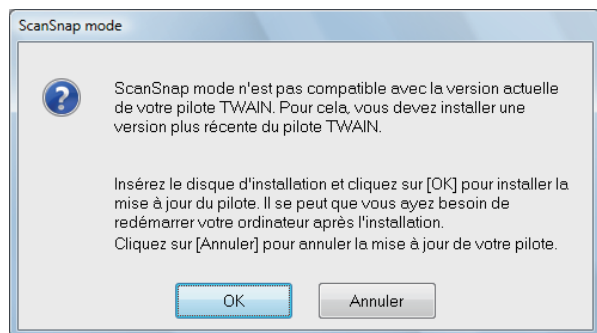 ScanSnap mode
ScanSnap mode n'est pas compatible avec la version actuelle
de votre pilote TWAIN. Pour cela, vous devez installer une
version plus récente du pilote TWAIN.
Insérez le disque d'installation et cliquez sur [OK] pour installer la
mise à jour du pilote. Il se peut que vous ayez besoin de
redémarrer votre ordinateur après l'installation.
Cliquez sur [Annuler] pour annuler la mise à jour de votre pilote.
OK Annuler